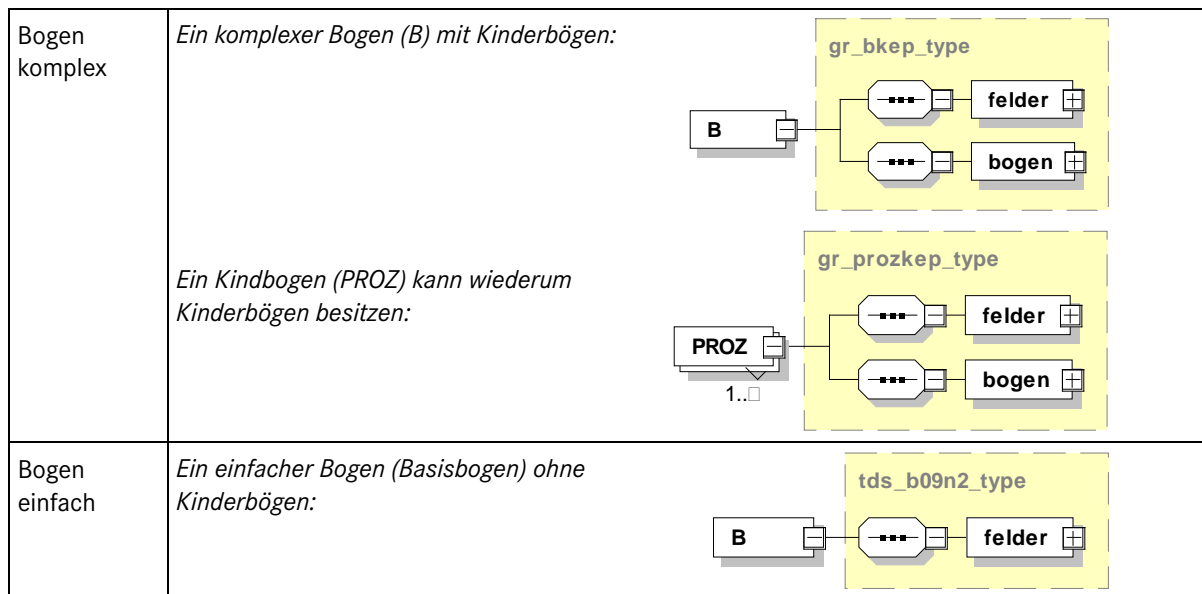 Bogen
komplex
Ein komplexer Bogen (B) mit Kinderbögen:
gr_bkep_type
B
felder
bogen
Ein Kindbogen (PROZ) kann wiederum
Kinderbögen besitzen:
gr_prozkep_type
PROZ
1..□
felder
bogen
Bogen
einfach
Ein einfacher Bogen (Basisbogen) ohne
Kinderbögen:
tds_b09n2_type
B
felder